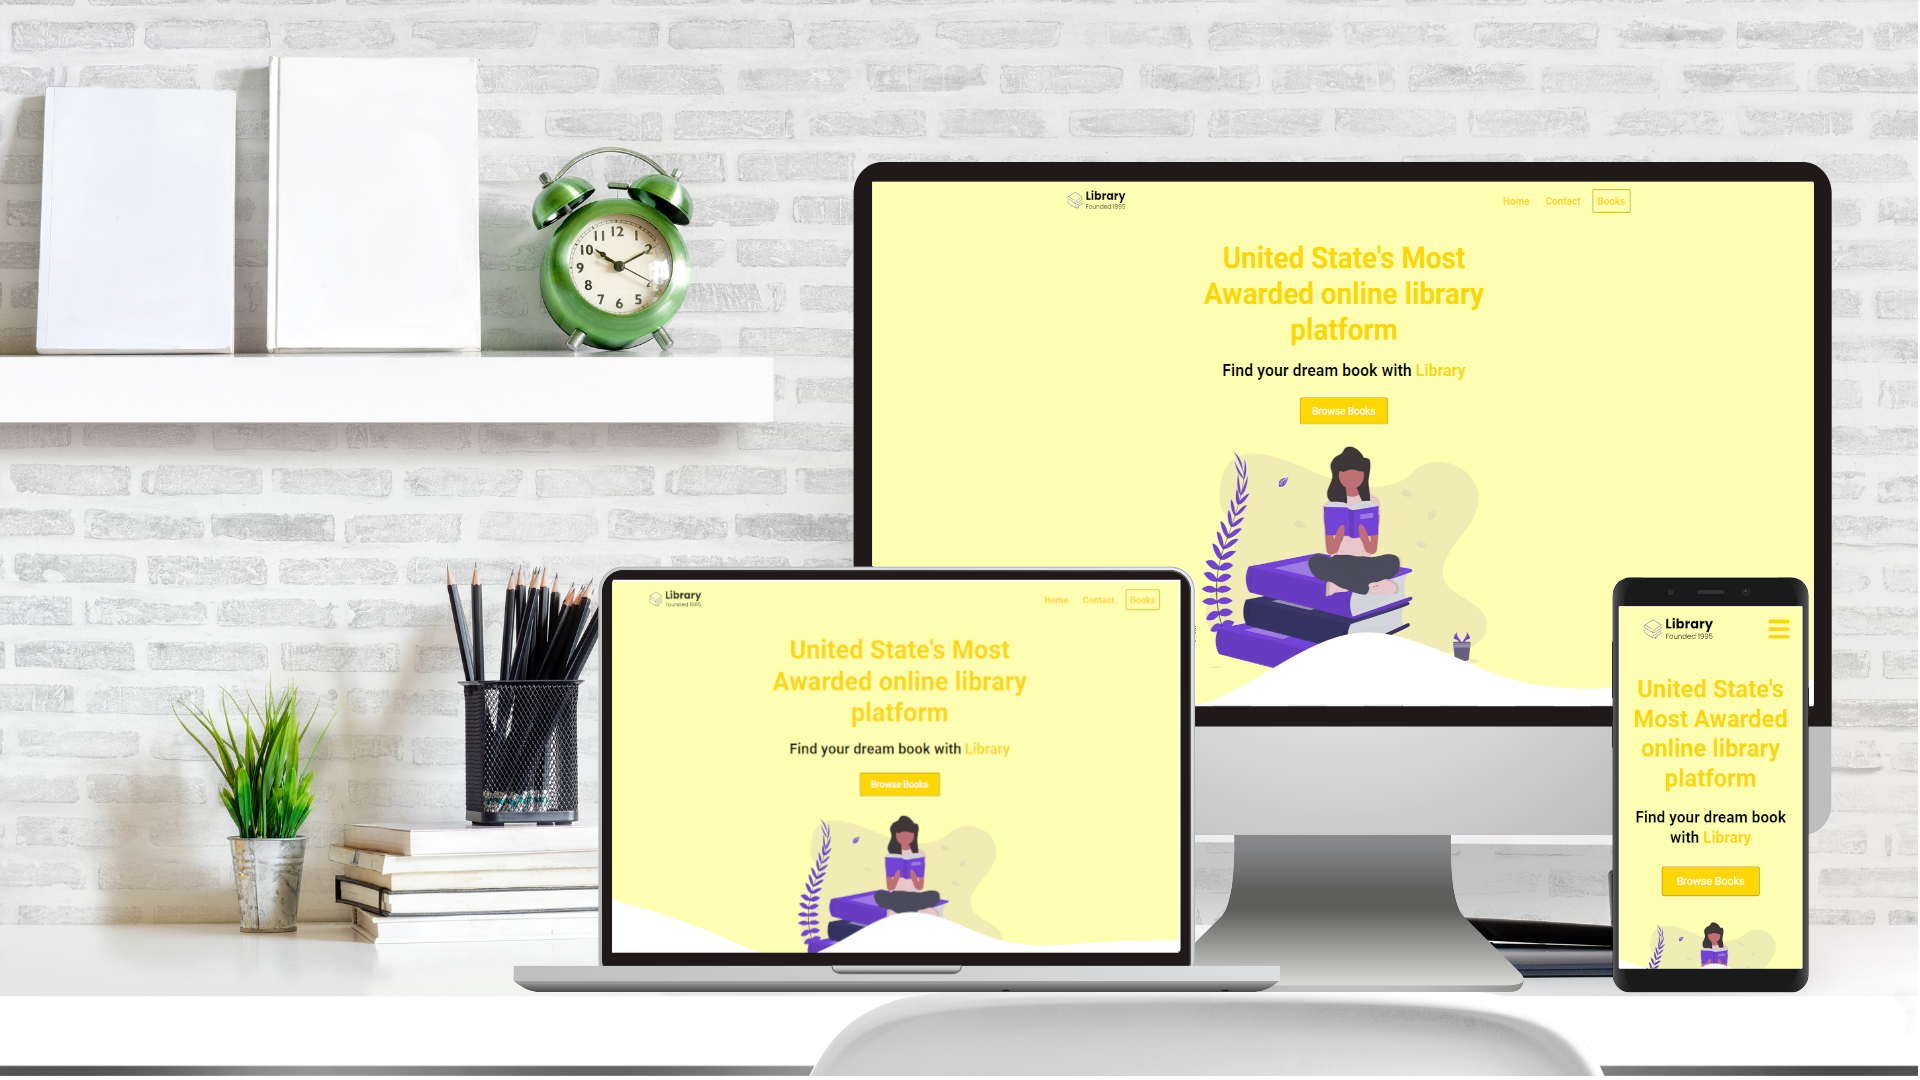 12
11
1
10
2
9
8
7
6
5
Library
Founded 1995
Home Contact Books
United State's Most
Awarded online library
platform
Find your dream book with Library
Browse Books
Library
Founded 1995
Home Contact Books
United State's Most
Awarded online library
platform
Find your dream book with Library
Browse Books
Library
Founded 1995
United State's
Most Awarded
online library
platform
Find your dream book
with Library
Browse Books